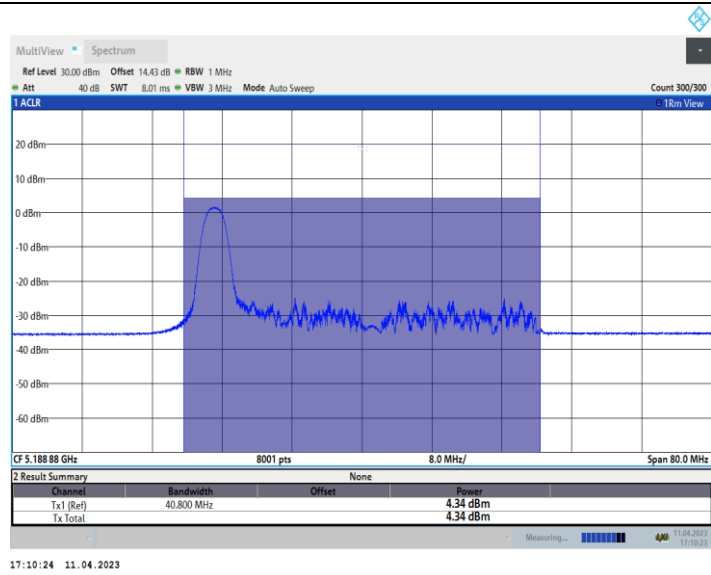 MultiView Spectrum
Ref Level 30.00 dBm Offset 14.43 dB RBW 1 MHz
Att 40 dB SWT 8.01 ms VBW 3 MHz Mode Auto Sweep Count 300/300
1 ACLR 1Rm View
20 dBm
10 dBm
0 dBm
-10 dBm
-20 dBm
-30 dBm
-40 dBm
-50 dBm
-60 dBm
CF 5.188 88 GHz 8001 pts 8.0 MHz/ Span 80.0 MHz
2 Result Summary None
Channel Bandwidth Offset Power
Tx1 (Ref) 40.800 MHz 4.34 dBm
Tx Total 4.34 dBm
Measuring... 11.04.2023
17:10:23
17:10:24 11.04.2023